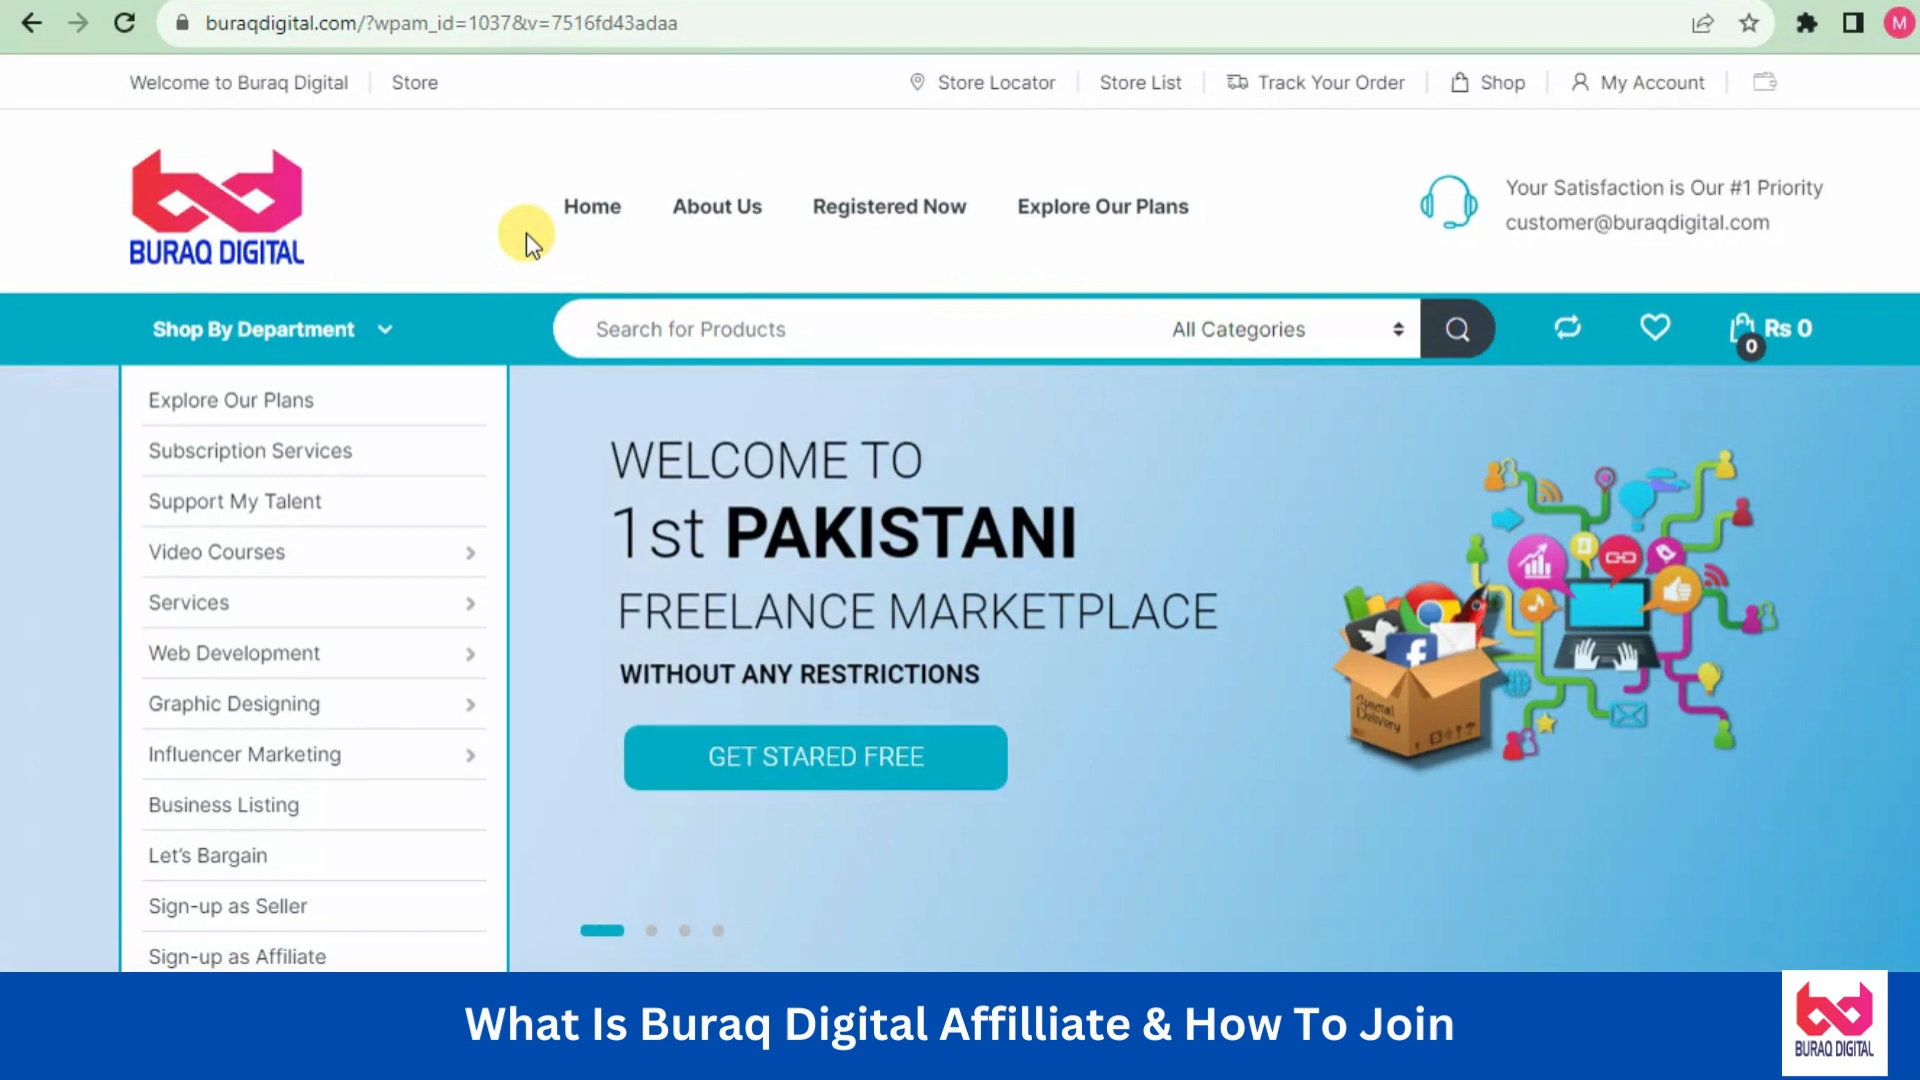 buraqdigital.com/?wpam_id=1037&v=7516fd43adaa
M
Welcome to Buraq Digital
Store
Store Locator
Store List
Track Your Order
Shop
My Account
BURAQ DIGITAL
Home
About Us
Registered Now
Explore Our Plans
Your Satisfaction is Our #1 Priority
customer@buraqdigital.com
Shop By Department
Search for Products
All Categories
0
Rs 0
Explore Our Plans
Subscription Services
Support My Talent
Video Courses
Services
Web Development
Graphic Designing
Influencer Marketing
Business Listing
Let's Bargain
Sign-up as Seller
Sign-up as Affiliate
WELCOME TO
1st PAKISTANI
FREELANCE MARKETPLACE
WITHOUT ANY RESTRICTIONS
GET STARED FREE
Special
Delivery
What Is Buraq Digital Affilliate & How To Join
BURAQ DIGITAL